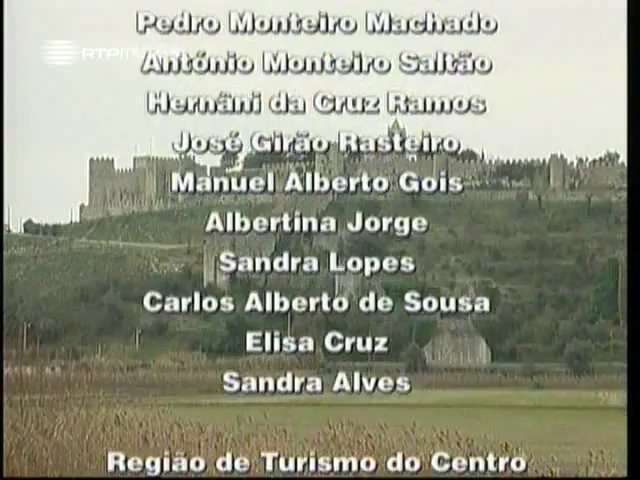 Pedro Monteiro Machado
RTP
António Monteiro Saltão
Hernâni da Cruz Ramos
José Girão Rasteiro
Manuel Alberto Gois
Albertina Jorge
Sandra Lopes
Carlos Alberto de Sousa
Elisa Cruz
Sandra Alves
Região de Turismo do Centro